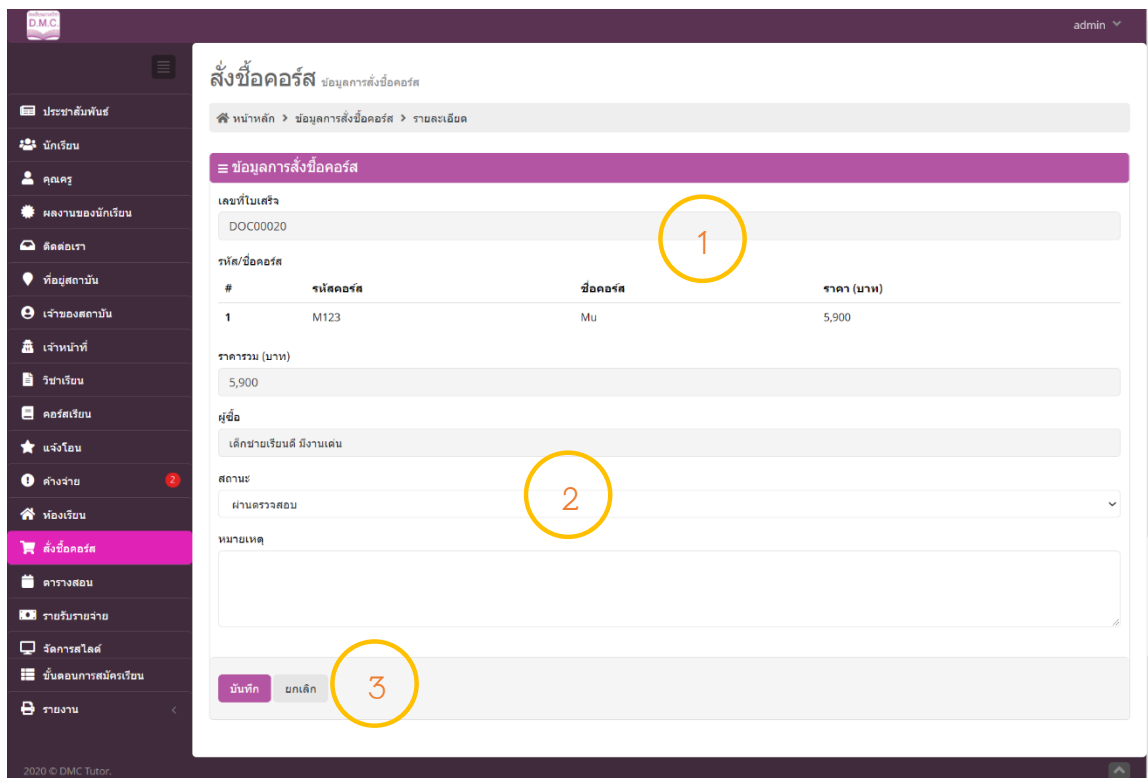 D.M.C.
admin
สั่งซื้อคอร์ส ข้อมูลการสั่งซื้อคอร์ส
หน้าหลัก > ข้อมูลการสั่งซื้อคอร์ส > รายละเอียด
ประชาสัมพันธ์
นักเรียน
คุณครู
ผลงานของนักเรียน
ติดต่อเรา
ที่อยู่สถาบัน
เจ้าของสถาบัน
เจ้าหน้าที่
วิชาเรียน
คอร์สเรียน
แจ้งโอน
ค้างจ่าย 2
ห้องเรียน
สั่งซื้อคอร์ส
ตารางสอน
รายรับรายจ่าย
จัดการสไลด์
ขั้นตอนการสมัครเรียน
รายงาน
ข้อมูลการสั่งซื้อคอร์ส
เลขที่ใบเสร็จ
DOC00020
1
รหัส/ชื่อคอร์ส
# รหัสคอร์ส ชื่อคอร์ส ราคา (บาท)
1 M123 Mu 5,900
ราคารวม (บาท)
5,900
ผู้ซื้อ
เด็กชายเรียนดี มีงานเด่น
สถานะ
ผ่านตรวจสอบ
2
หมายเหตุ
บันทึก ยกเลิก 3
2020 © DMC Tutor.